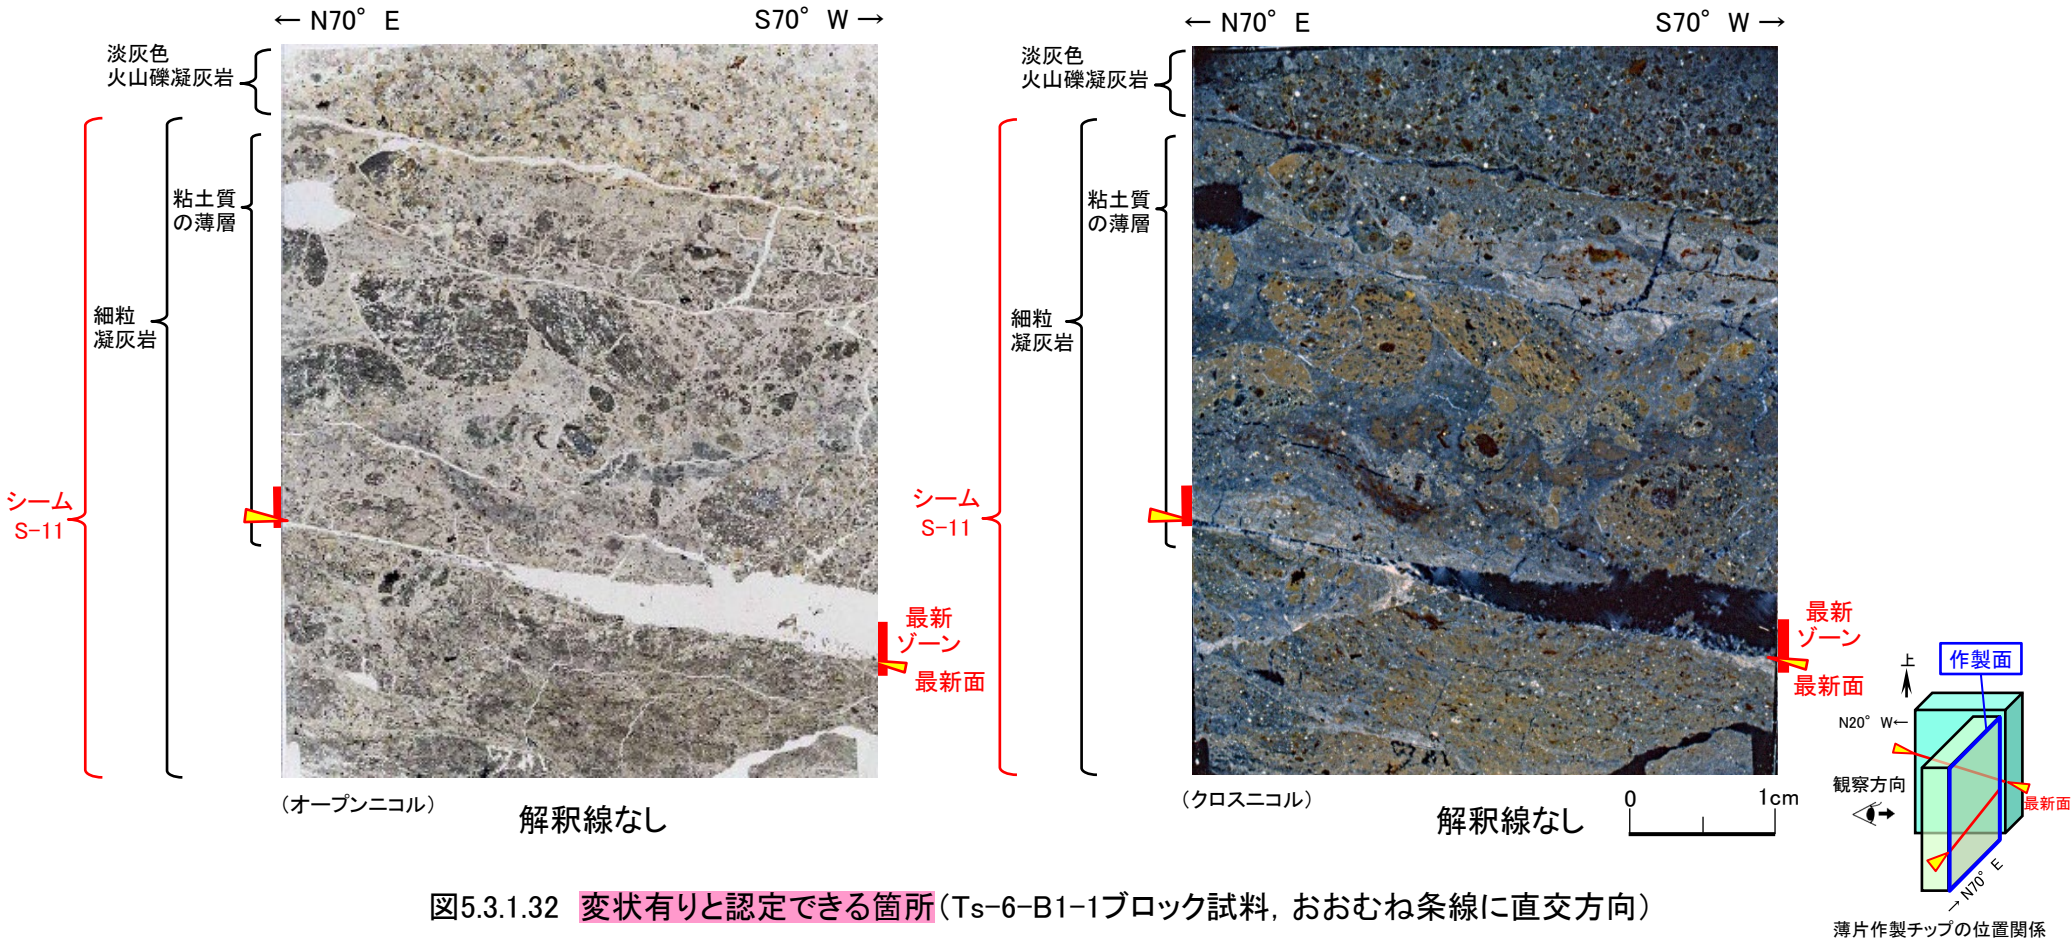 ← N70° E
S70° W →
淡灰色
火山礫凝灰岩
粘土質
の薄層
細粒
凝灰岩
シーム
S-11
最新
ゾーン
最新面
(オープンニコル)
解釈線なし
← N70° E
S70° W →
淡灰色
火山礫凝灰岩
粘土質
の薄層
細粒
凝灰岩
シーム
S-11
最新
ゾーン
最新面
(クロスニコル)
解釈線なし
0 1cm
上
作製面
N20° W←
観察方向
最新面
→ N70° E
薄片作製チップの位置関係
図5.3.1.32 変状有りと認定できる箇所(Ts-6-B1-1ブロック試料, おおむね条線に直交方向)